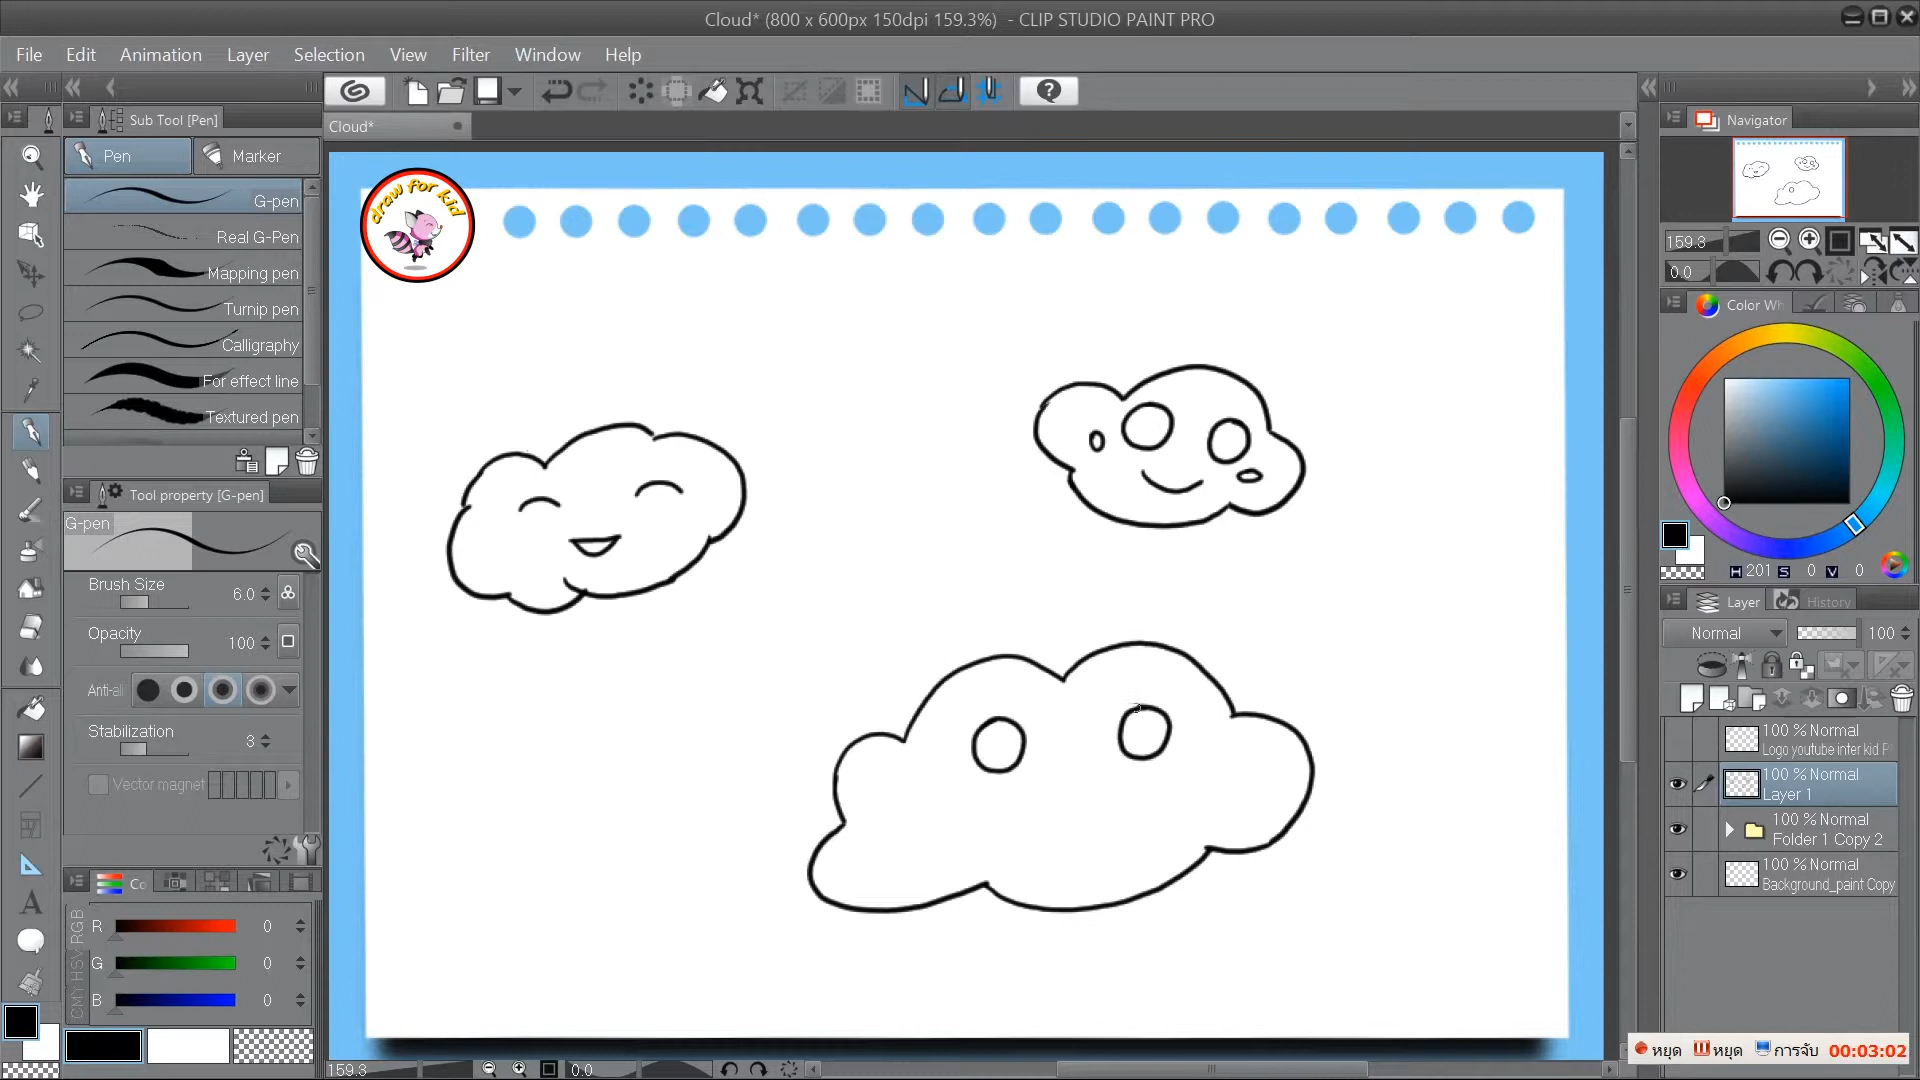 Cloud* (800 x 600px 150dpi 159.3%) - CLIP STUDIO PAINT PRO
File Edit Animation Layer Selection View Filter Window Help
Sub Tool [Pen]
Cloud*
Navigator
Pen
Marker
G-pen
Real G-Pen
Mapping pen
Turnip pen
Calligraphy
For effect line
Textured pen
draw for kid
159.3
0.0
Color Wh
H 201 S 0 V 0
Tool property [G-pen]
G-pen
Brush Size 6.0
Opacity 100
Anti-ali
Stabilization 3
Vector magnet
Co
CMY HSV RGB
R 0
G 0
B 0
Layer
History
Normal 100
100 % Normal
Logo youtube inter kid P
100 % Normal
Layer 1
100 % Normal
Folder 1 Copy 2
100 % Normal
Background_paint Copy
159.3 0.0
หยุด หยุด การจับ 00:03:02